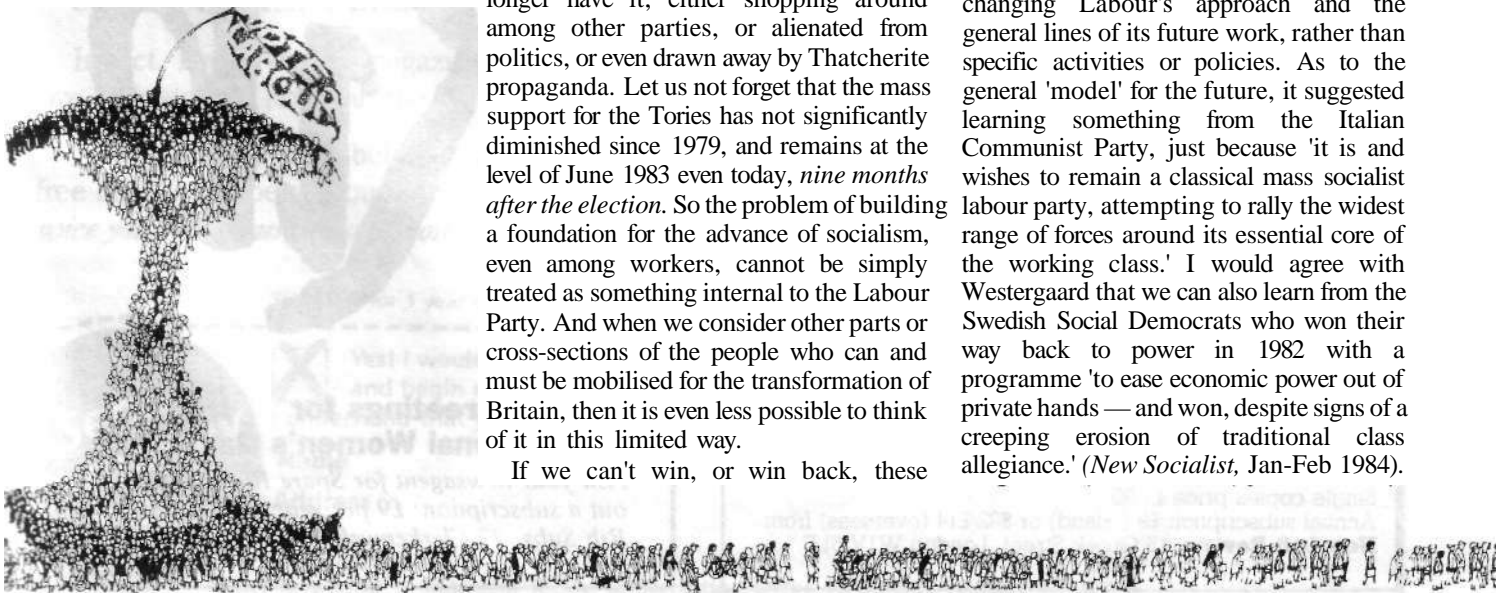 VOTE
LABOUR
longer have it, either shopping around
among other parties, or alienated from
politics, or even drawn away by Thatcherite
propaganda. Let us not forget that the mass
support for the Tories has not significantly
diminished since 1979, and remains at the
level of June 1983 even today, nine months
after the election. So the problem of building
a foundation for the advance of socialism,
even among workers, cannot be simply
treated as something internal to the Labour
Party. And when we consider other parts or
cross-sections of the people who can and
must be mobilised for the transformation of
Britain, then it is even less possible to think
of it in this limited way.
If we can't win, or win back, these
changing Labour's approach and the
general lines of its future work, rather than
specific activities or policies. As to the
general 'model' for the future, it suggested
learning something from the Italian
Communist Party, just because 'it is and
wishes to remain a classical mass socialist
labour party, attempting to rally the widest
range of forces around its essential core of
the working class.' I would agree with
Westergaard that we can also learn from the
Swedish Social Democrats who won their
way back to power in 1982 with a
programme 'to ease economic power out of
private hands — and won, despite signs of a
creeping erosion of traditional class
allegiance.' (New Socialist, Jan-Feb 1984).